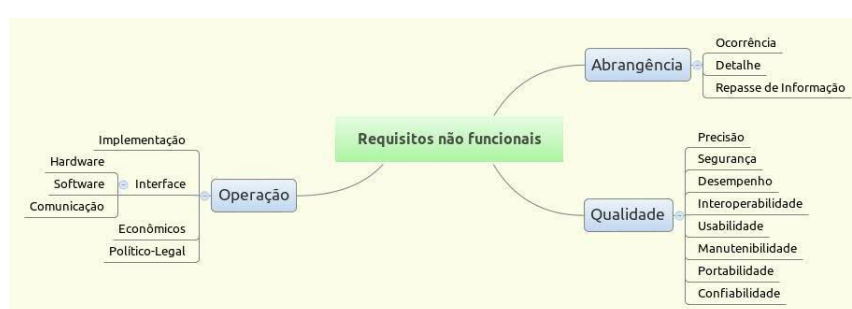 Requisitos não funcionais
Abrangência
Ocorrência
Detalhe
Repasse de Informação
Qualidade
Precisão
Segurança
Desempenho
Interoperabilidade
Usabilidade
Manutenibilidade
Portabilidade
Confiabilidade
Operação
Implementação
Interface
Hardware
Software
Comunicação
Econômicos
Político-Legal